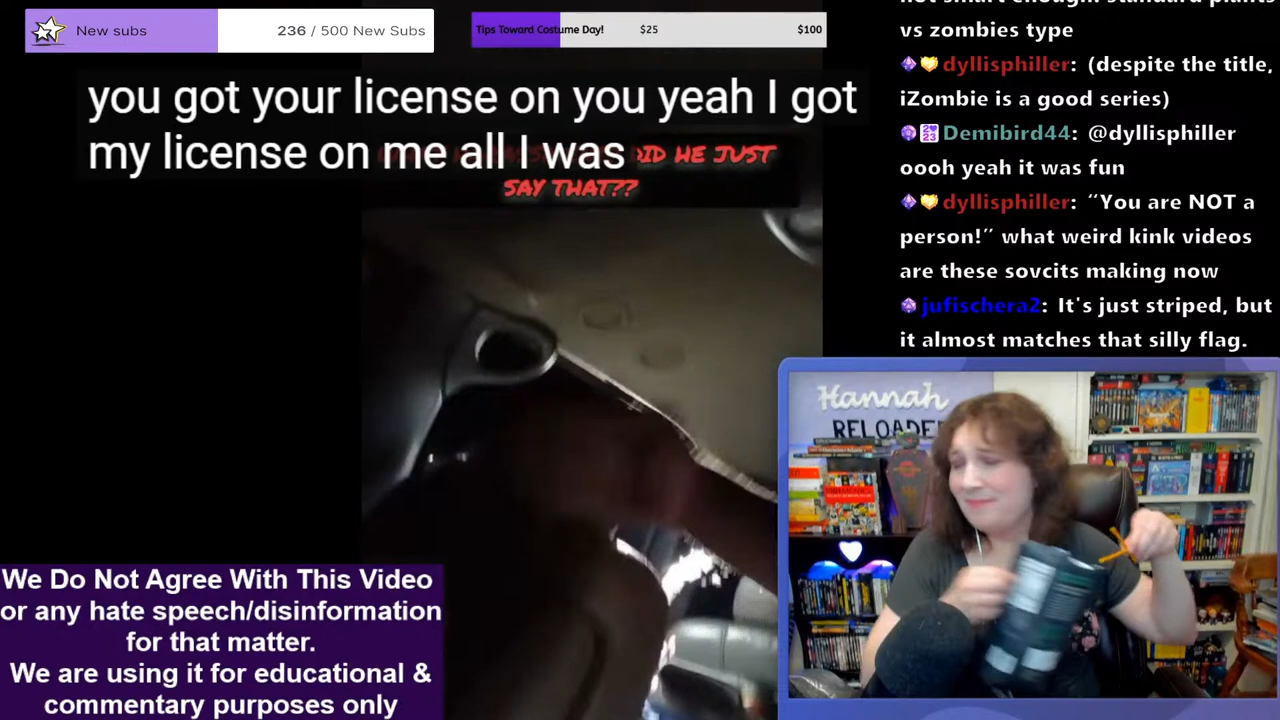 New subs
236 / 500 New Subs
Tips Toward Costume Day!
$25
$100
you got your license on you yeah I got
my license on me all I was
DID HE JUST
SAY THAT??
vs zombies type
dyllisphiller: (despite the title,
iZombie is a good series)
Demibird44: @dyllisphiller
oooh yeah it was fun
dyllisphiller: “You are NOT a
person!” what weird kink videos
are these sovcits making now
jufischera2: It's just striped, but
it almost matches that silly flag.
Hannah
RELOADED
We Do Not Agree With This Video
or any hate speech/disinformation
for that matter.
We are using it for educational &
commentary purposes only